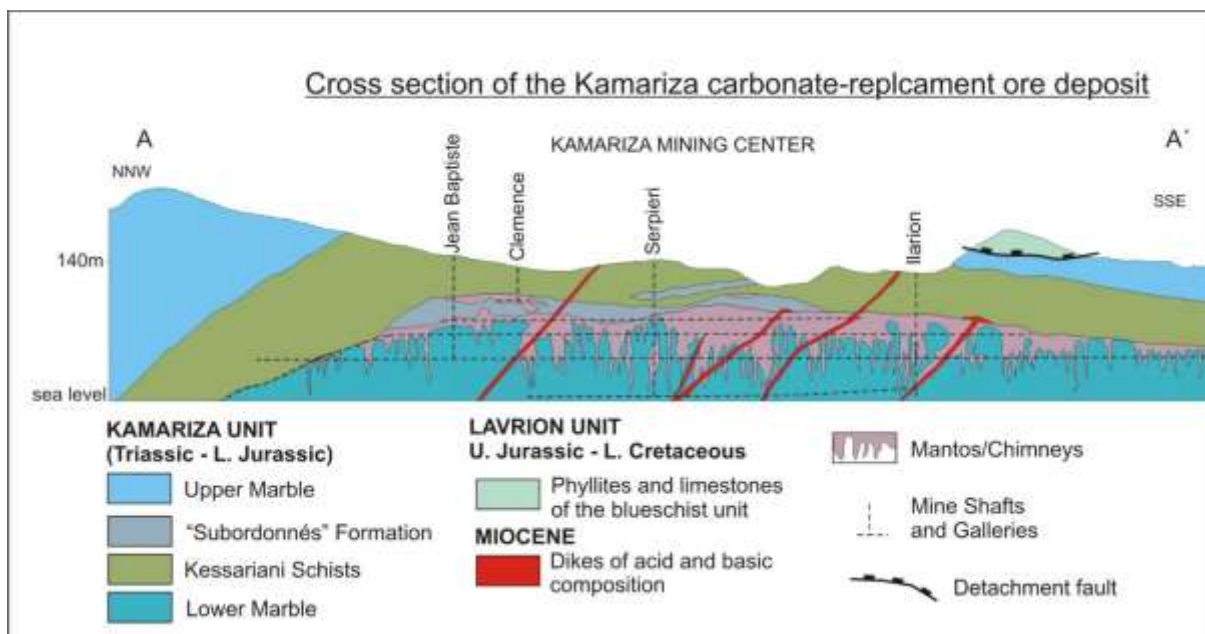 Cross section of the Kamariza carbonate-replcament ore deposit
A
KAMARIZA MINING CENTER
A´
NNW
SSE
Jean Baptiste
Clemence
Serpieri
Ilarion
140m
sea level
KAMARIZA UNIT
(Triassic - L. Jurassic)
Upper Marble
“Subordonnés” Formation
Kessariani Schists
Lower Marble
LAVRION UNIT
U. Jurassic - L. Cretaceous
Phyllites and limestones
of the blueschist unit
MIOCENE
Dikes of acid and basic
composition
Mantos/Chimneys
Mine Shafts
and Galleries
Detachment fault